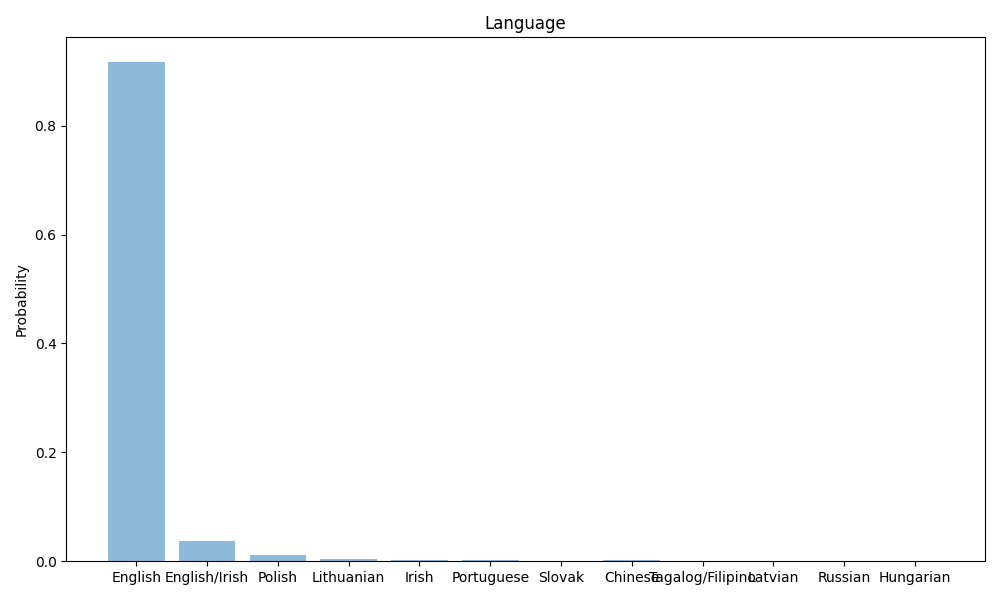 Language
Probability
0.8
0.6
0.4
0.2
0.0
English English/Irish Polish Lithuanian Irish Portuguese Slovak Chinese Tagalog/Filipino Latvian Russian Hungarian